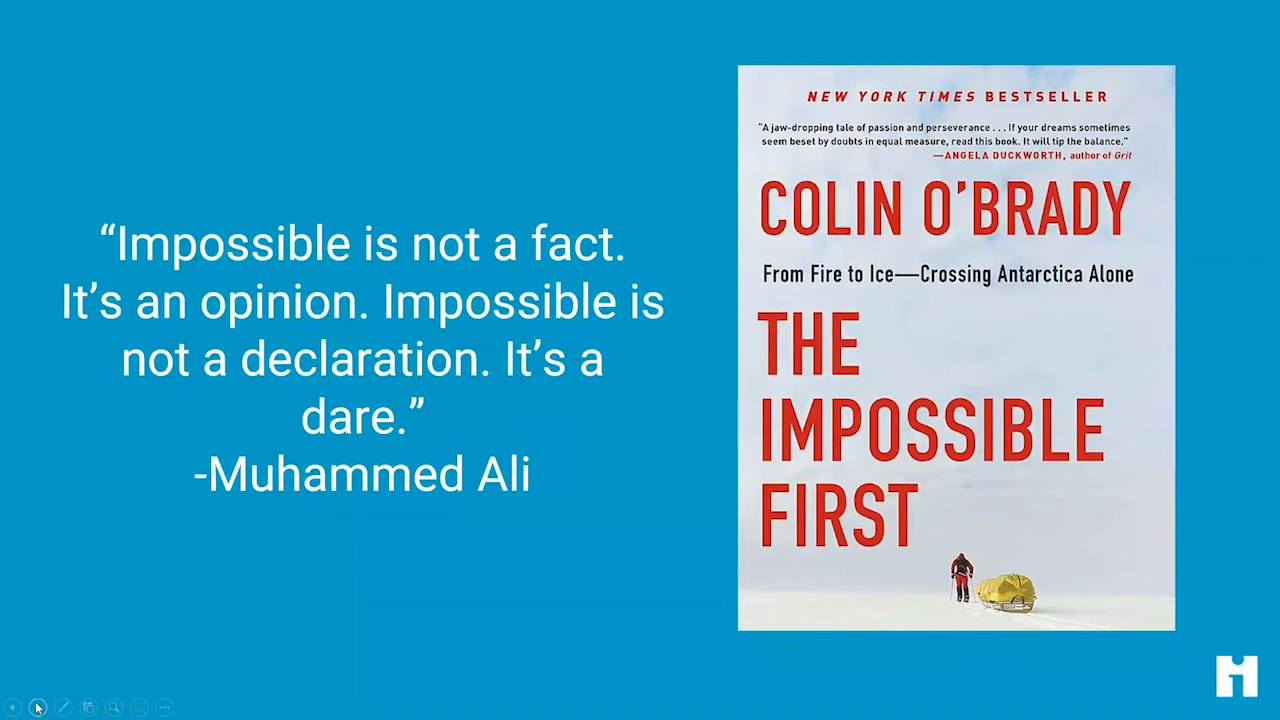 “Impossible is not a fact.
It’s an opinion. Impossible is
not a declaration. It’s a
dare.”
-Muhammed Ali
NEW YORK TIMES BESTSELLER
“A jaw-dropping tale of passion and perseverance . . . If your dreams sometimes
seem beset by doubts in equal measure, read this book. It will tip the balance.”
—ANGELA DUCKWORTH, author of Grit
COLIN O’BRADY
From Fire to Ice—Crossing Antarctica Alone
THE
IMPOSSIBLE
FIRST